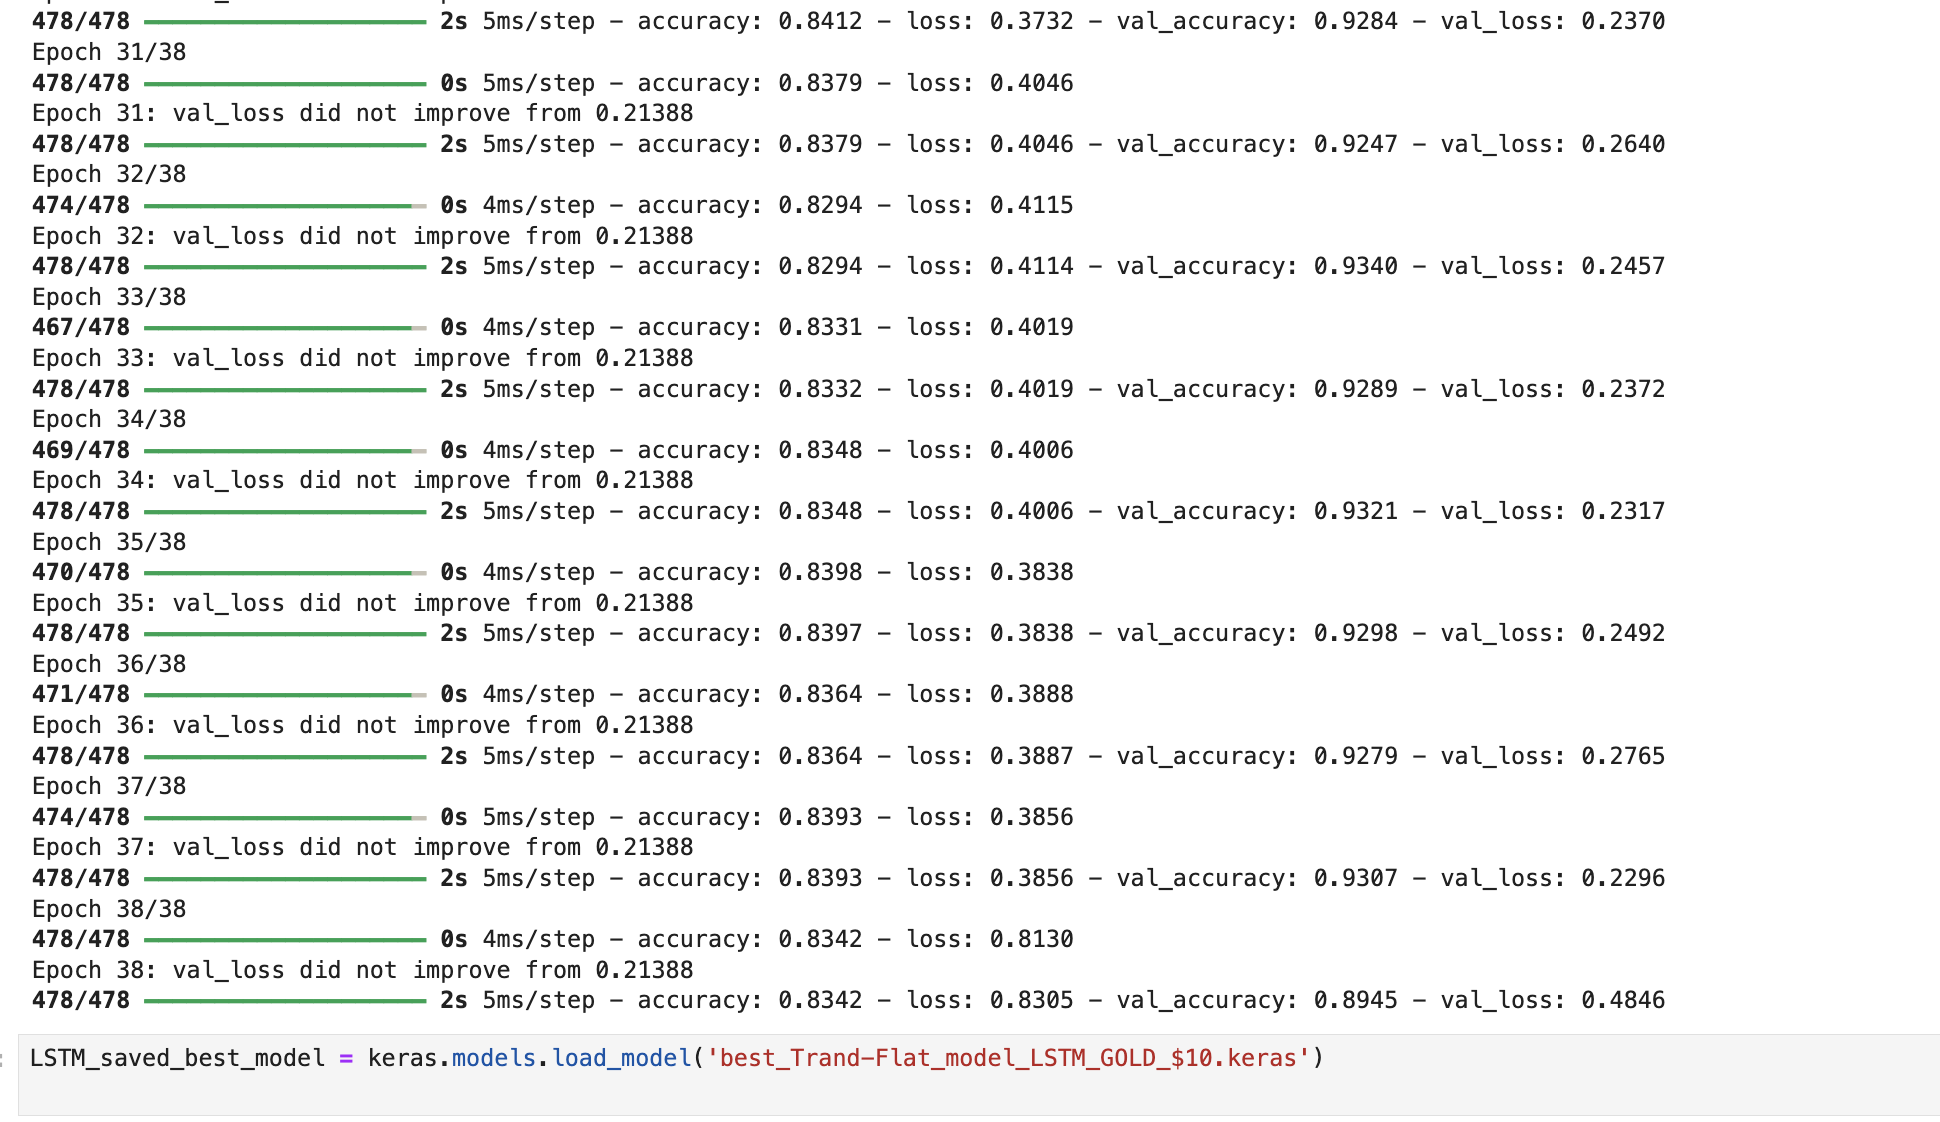 478/478 2s 5ms/step - accuracy: 0.8412 - loss: 0.3732 - val_accuracy: 0.9284 - val_loss: 0.2370
Epoch 31/38
478/478 0s 5ms/step - accuracy: 0.8379 - loss: 0.4046
Epoch 31: val_loss did not improve from 0.21388
478/478 2s 5ms/step - accuracy: 0.8379 - loss: 0.4046 - val_accuracy: 0.9247 - val_loss: 0.2640
Epoch 32/38
474/478 0s 4ms/step - accuracy: 0.8294 - loss: 0.4115
Epoch 32: val_loss did not improve from 0.21388
478/478 2s 5ms/step - accuracy: 0.8294 - loss: 0.4114 - val_accuracy: 0.9340 - val_loss: 0.2457
Epoch 33/38
467/478 0s 4ms/step - accuracy: 0.8331 - loss: 0.4019
Epoch 33: val_loss did not improve from 0.21388
478/478 2s 5ms/step - accuracy: 0.8332 - loss: 0.4019 - val_accuracy: 0.9289 - val_loss: 0.2372
Epoch 34/38
469/478 0s 4ms/step - accuracy: 0.8348 - loss: 0.4006
Epoch 34: val_loss did not improve from 0.21388
478/478 2s 5ms/step - accuracy: 0.8348 - loss: 0.4006 - val_accuracy: 0.9321 - val_loss: 0.2317
Epoch 35/38
470/478 0s 4ms/step - accuracy: 0.8398 - loss: 0.3838
Epoch 35: val_loss did not improve from 0.21388
478/478 2s 5ms/step - accuracy: 0.8397 - loss: 0.3838 - val_accuracy: 0.9298 - val_loss: 0.2492
Epoch 36/38
471/478 0s 4ms/step - accuracy: 0.8364 - loss: 0.3888
Epoch 36: val_loss did not improve from 0.21388
478/478 2s 5ms/step - accuracy: 0.8364 - loss: 0.3887 - val_accuracy: 0.9279 - val_loss: 0.2765
Epoch 37/38
474/478 0s 5ms/step - accuracy: 0.8393 - loss: 0.3856
Epoch 37: val_loss did not improve from 0.21388
478/478 2s 5ms/step - accuracy: 0.8393 - loss: 0.3856 - val_accuracy: 0.9307 - val_loss: 0.2296
Epoch 38/38
478/478 0s 4ms/step - accuracy: 0.8342 - loss: 0.8130
Epoch 38: val_loss did not improve from 0.21388
478/478 2s 5ms/step - accuracy: 0.8342 - loss: 0.8305 - val_accuracy: 0.8945 - val_loss: 0.4846
LSTM_saved_best_model = keras.models.load_model('best_Trand-Flat_model_LSTM_GOLD_$10.keras')